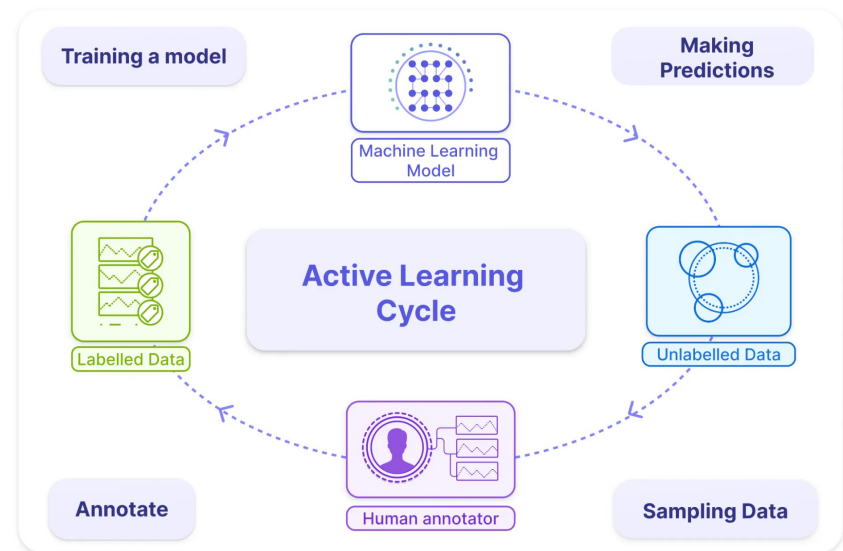 Training a model
Making
Predictions
Machine Learning
Model
Active Learning
Cycle
Labelled Data
Unlabelled Data
Human annotator
Annotate
Sampling Data